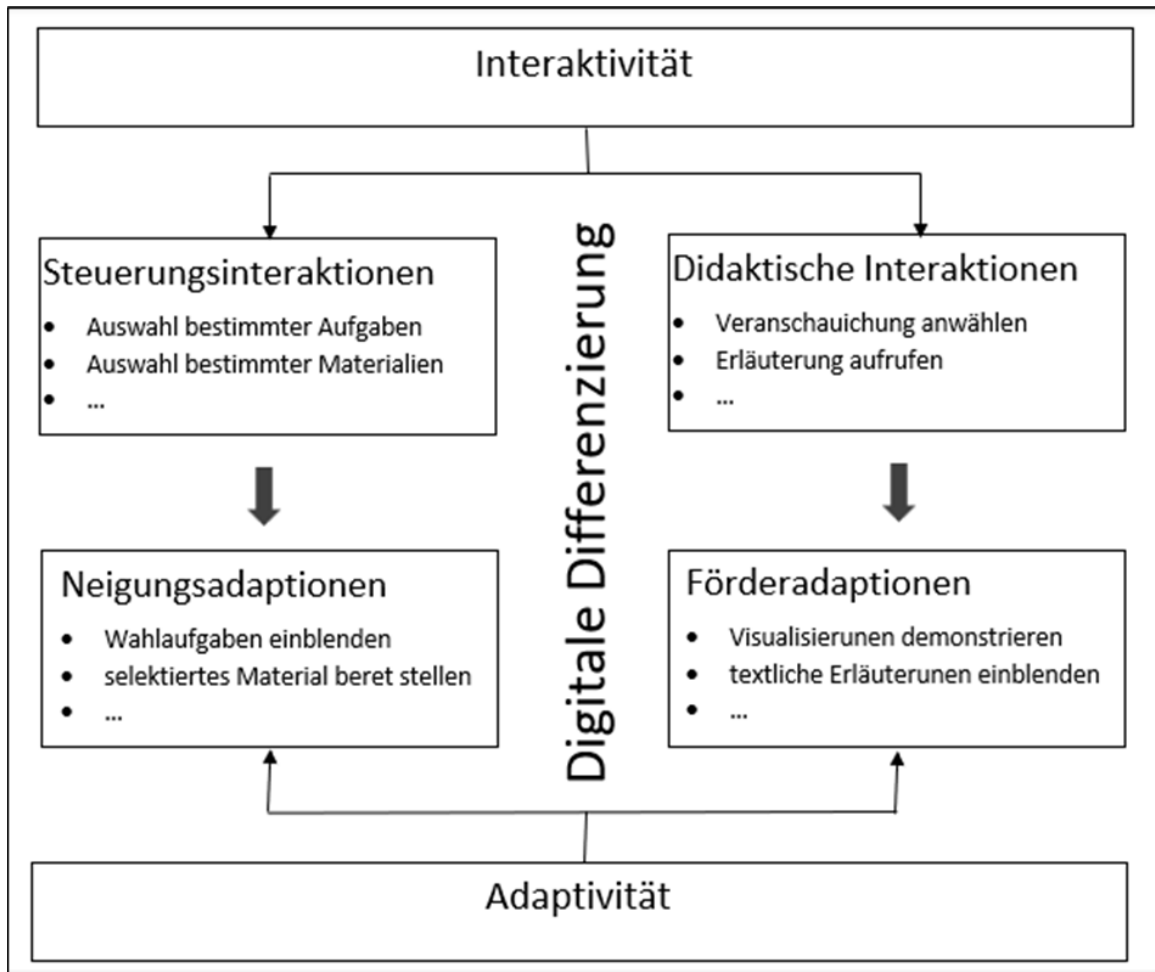 Interaktivität
Steuerungsinteraktionen
• Auswahl bestimmter Aufgaben
• Auswahl bestimmter Materialien
• ...
Didaktische Interaktionen
• Veranschauichung anwählen
• Erläuterung aufrufen
• ...
Digitale Differenzierung
Neigungsadaptionen
• Wahlaufgaben einblenden
• selektiertes Material beret stellen
• ...
Förderadaptionen
• Visualisierunen demonstrieren
• textliche Erläuterunen einblenden
• ...
Adaptivität